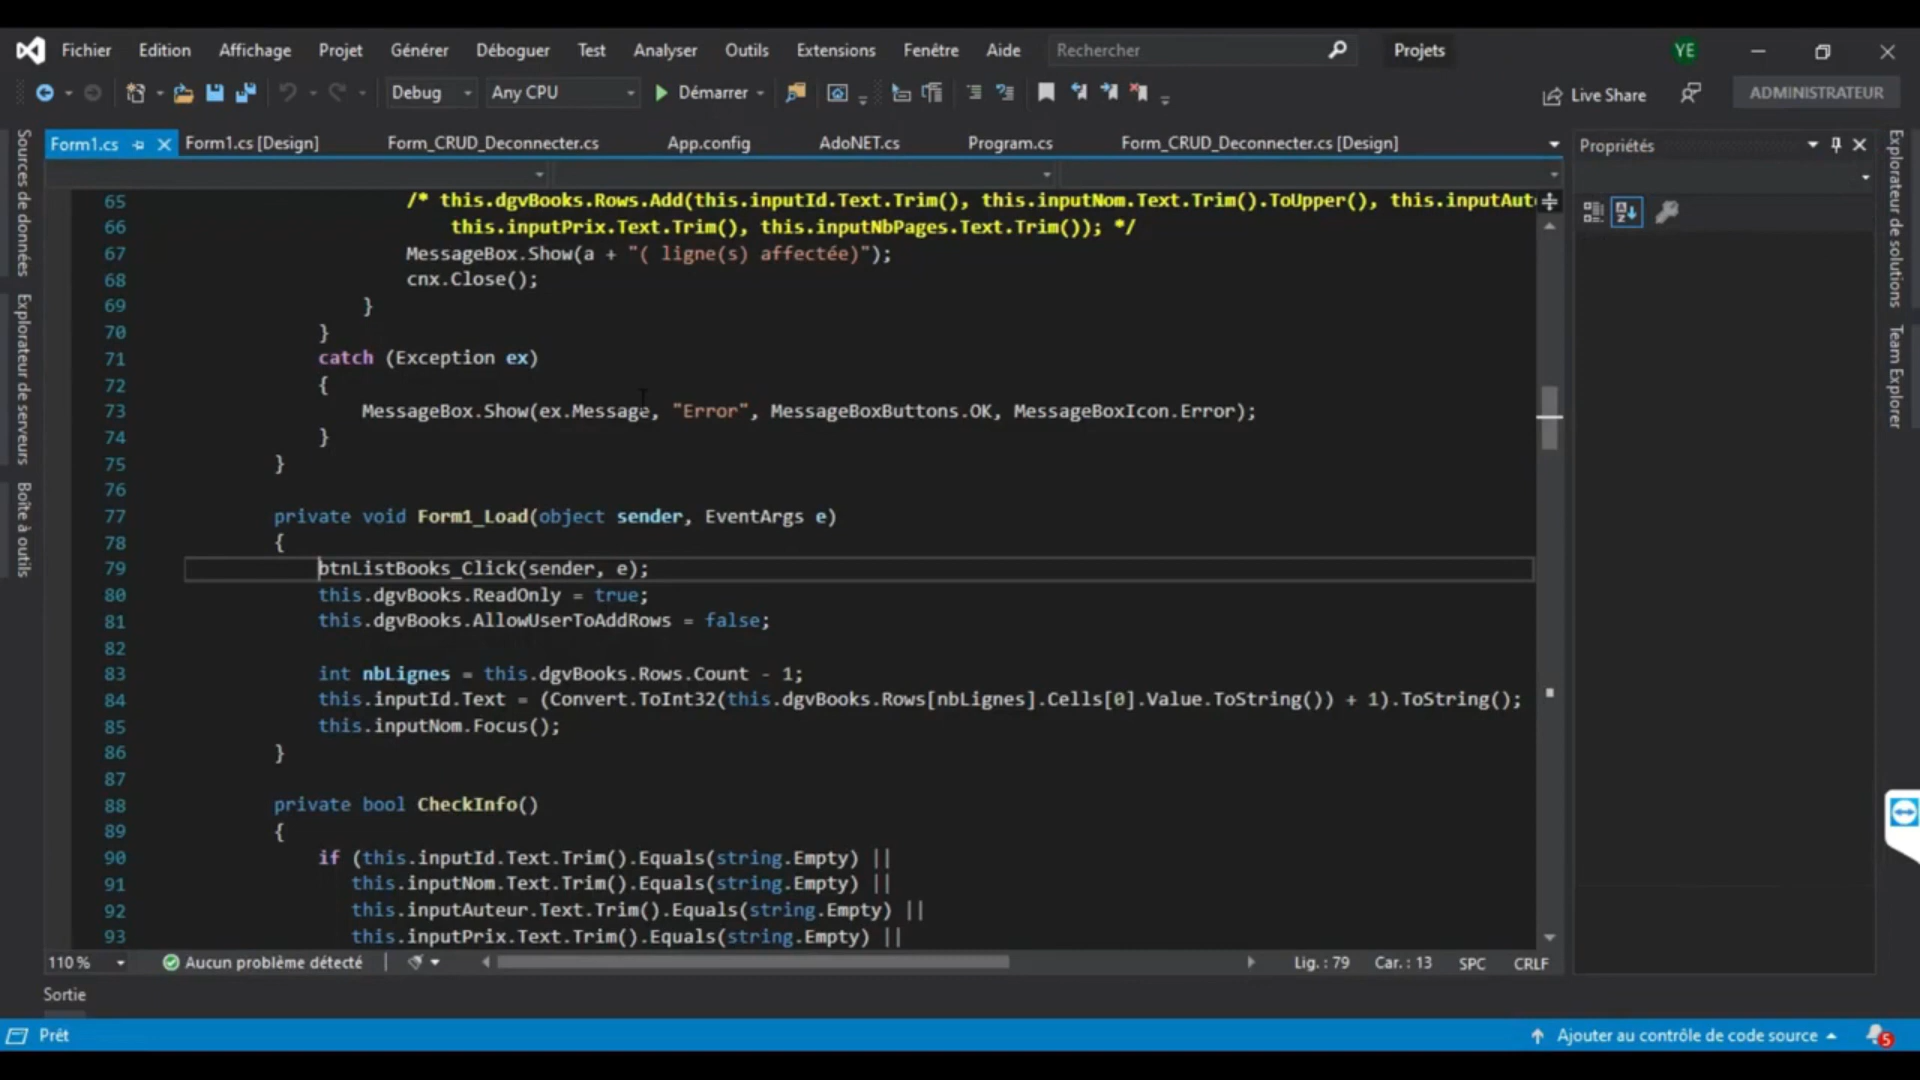 Fichier Edition Affichage Projet Générer Déboguer Test Analyser Outils Extensions Fenêtre Aide Rechercher Projets YE
Debug Any CPU Démarrer Live Share ADMINISTRATEUR
Form1.cs Form1.cs [Design] Form_CRUD_Deconnecter.cs App.config AdoNET.cs Program.cs Form_CRUD_Deconnecter.cs [Design]
Propriétés
Sources de données
Explorateur de serveurs
Boîte à outils
Explorateur de solutions
Team Explorer
65 /* this.dgvBooks.Rows.Add(this.inputId.Text.Trim(), this.inputNom.Text.Trim().ToUpper(), this.inputAut
66 this.inputPrix.Text.Trim(), this.inputNbPages.Text.Trim()); */
67 MessageBox.Show(a + "( ligne(s) affectée)");
68 cnx.Close();
69 }
70 }
71 catch (Exception ex)
72 {
73 MessageBox.Show(ex.Message, "Error", MessageBoxButtons.OK, MessageBoxIcon.Error);
74 }
75 }
76
77 private void Form1_Load(object sender, EventArgs e)
78 {
79 btnListBooks_Click(sender, e);
80 this.dgvBooks.ReadOnly = true;
81 this.dgvBooks.AllowUserToAddRows = false;
82
83 int nbLignes = this.dgvBooks.Rows.Count - 1;
84 this.inputId.Text = (Convert.ToInt32(this.dgvBooks.Rows[nbLignes].Cells[0].Value.ToString()) + 1).ToString();
85 this.inputNom.Focus();
86 }
87
88 private bool CheckInfo()
89 {
90 if (this.inputId.Text.Trim().Equals(string.Empty) ||
91 this.inputNom.Text.Trim().Equals(string.Empty) ||
92 this.inputAuteur.Text.Trim().Equals(string.Empty) ||
93 this.inputPrix.Text.Trim().Equals(string.Empty) ||
110 % Aucun problème détecté Lig. : 79 Car. : 13 SPC CRLF
Sortie
Prêt Ajouter au contrôle de code source 5